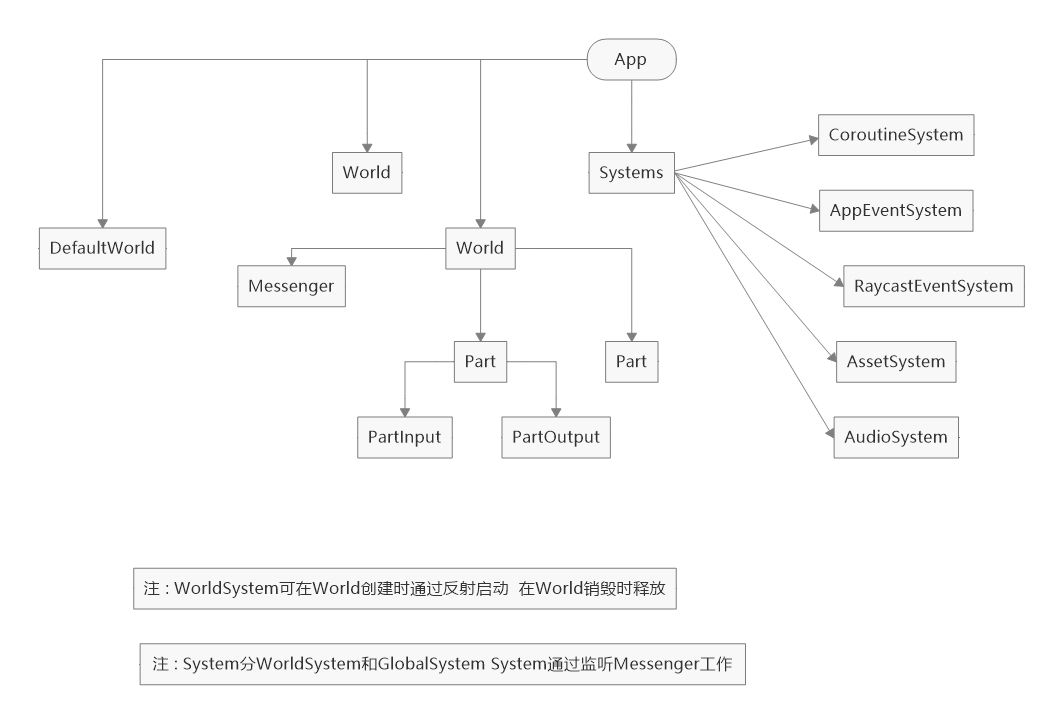 App
CoroutineSystem
World
Systems
AppEventSystem
DefaultWorld
World
Messenger
RaycastEventSystem
Part
Part
AssetSystem
PartInput
PartOutput
AudioSystem
注 : WorldSystem可在World创建时通过反射启动  在World销毁时释放
注 : System分WorldSystem和GlobalSystem System通过监听Messenger工作